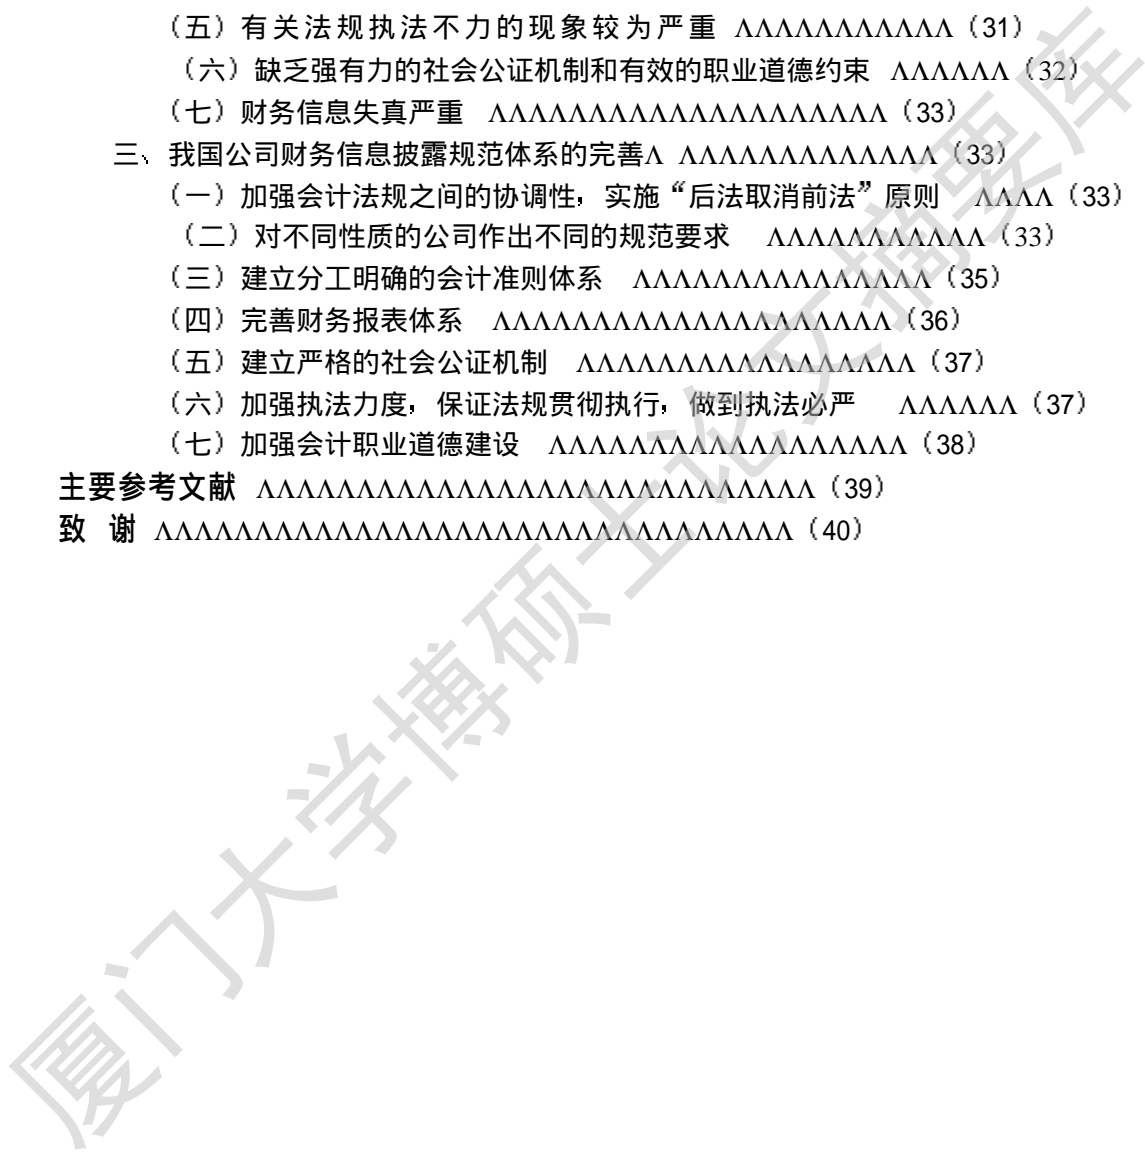 （五）有关法规执法不力的现象较为严重 ΛΛΛΛΛΛΛΛΛΛΛ（31）
（六）缺乏强有力的社会公证机制和有效的职业道德约束 ΛΛΛΛΛΛ（32）
（七）财务信息失真严重 ΛΛΛΛΛΛΛΛΛΛΛΛΛΛΛΛΛΛΛΛ（33）
三、我国公司财务信息披露规范体系的完善Λ ΛΛΛΛΛΛΛΛΛΛΛΛΛ（33）
（一）加强会计法规之间的协调性，实施“后法取消前法”原则 ΛΛΛΛ（33）
（二）对不同性质的公司作出不同的规范要求 ΛΛΛΛΛΛΛΛΛΛΛ（33）
（三）建立分工明确的会计准则体系 ΛΛΛΛΛΛΛΛΛΛΛΛΛΛΛ（35）
（四）完善财务报表体系 ΛΛΛΛΛΛΛΛΛΛΛΛΛΛΛΛΛΛΛΛ（36）
（五）建立严格的社会公证机制 ΛΛΛΛΛΛΛΛΛΛΛΛΛΛΛΛΛ（37）
（六）加强执法力度，保证法规贯彻执行，做到执法必严 ΛΛΛΛΛΛ（37）
（七）加强会计职业道德建设 ΛΛΛΛΛΛΛΛΛΛΛΛΛΛΛΛΛΛ（38）
主要参考文献 ΛΛΛΛΛΛΛΛΛΛΛΛΛΛΛΛΛΛΛΛΛΛΛΛΛΛΛΛ（39）
致 谢 ΛΛΛΛΛΛΛΛΛΛΛΛΛΛΛΛΛΛΛΛΛΛΛΛΛΛΛΛΛΛΛΛ（40）
厦门大学博硕士论文摘要库